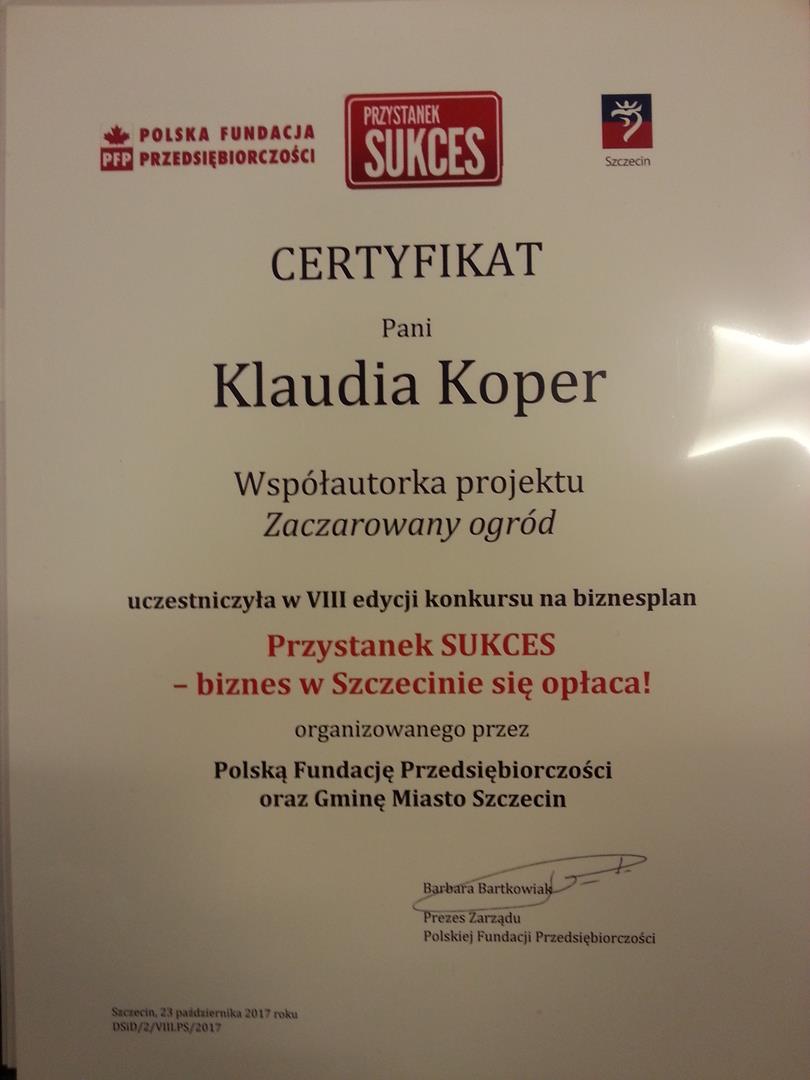 POLSKA FUNDACJA
PFP PRZEDSIĘBIORCZOŚCI
PRZYSTANEK
SUKCES
Szczecin
CERTYFIKAT
Pani
Klaudia Koper
Współautorka projektu
Zaczarowany ogród
uczestniczyła w VIII edycji konkursu na biznesplan
Przystanek SUKCES
– biznes w Szczecinie się opłaca!
organizowanego przez
Polską Fundację Przedsiębiorczości
oraz Gminę Miasto Szczecin
Barbara Bartkowiak
Prezes Zarządu
Polskiej Fundacji Przedsiębiorczości
Szczecin, 23 października 2017 roku
DSiD/2/VIII.PS/2017